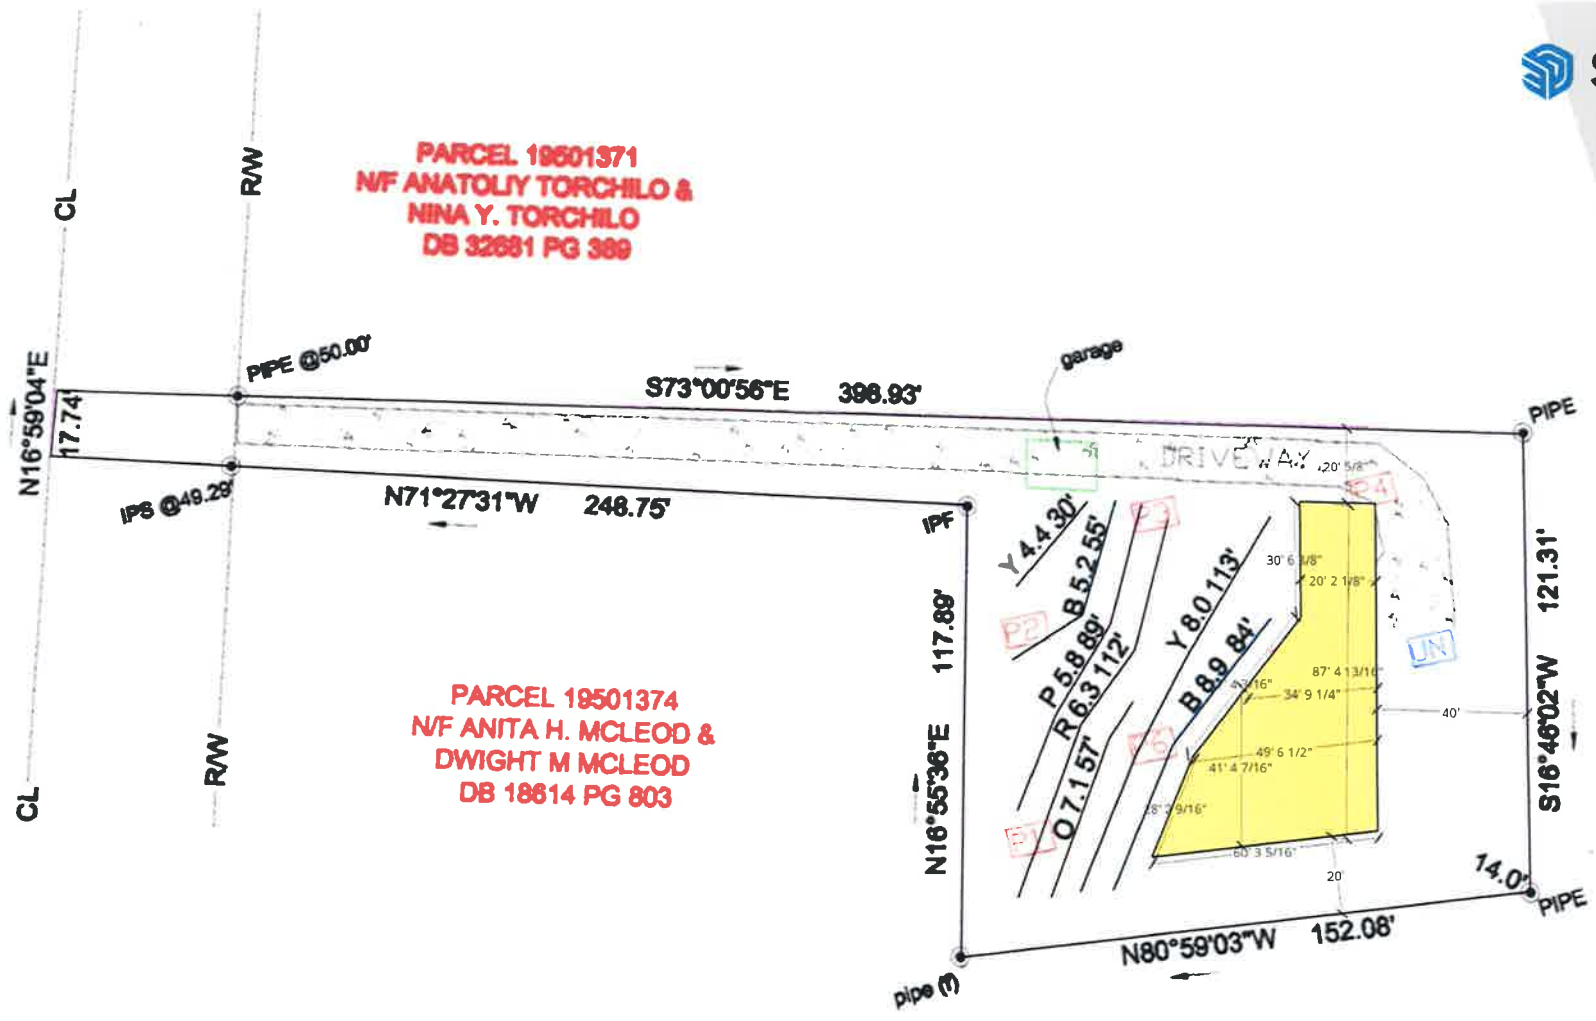 S
PARCEL 19501371
N/F ANATOLIY TORCHILO &
NINA Y. TORCHILO
DB 32681 PG 389
R/W
CL
PIPE @50.00'
garage
S73°00'56"E 398.93'
PIPE
N16°59'04"E
17.74'
DRIVEWAY
20' 5/8"
P4
IPS @49.29'
N71°27'31"W 248.75'
IPF
Y 4.4 30'
B 5.2 55'
P3
30' 6 3/8"
20' 2 1/8"
121.31'
S16°46'02"W
117.89'
N16°55'36"E
P2
P 5.8 89'
R 6.3 112'
Y 8.0 113'
B 8.9 84'
UN
87' 4 13/16"
34' 9 1/4"
40'
PARCEL 19501374
N/F ANITA H. MCLEOD &
DWIGHT M MCLEOD
DB 18614 PG 803
R/W
CL
49' 6 1/2"
41' 4 7/16"
O 7.1 57'
P1
60' 3 5/16"
20'
14.0'
PIPE
N80°59'03"W 152.08'
pipe (?)